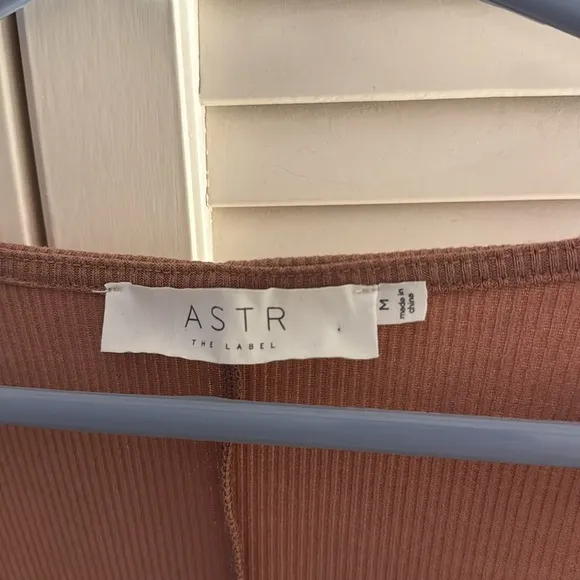 ASTR
THE LABEL
M
made in
china